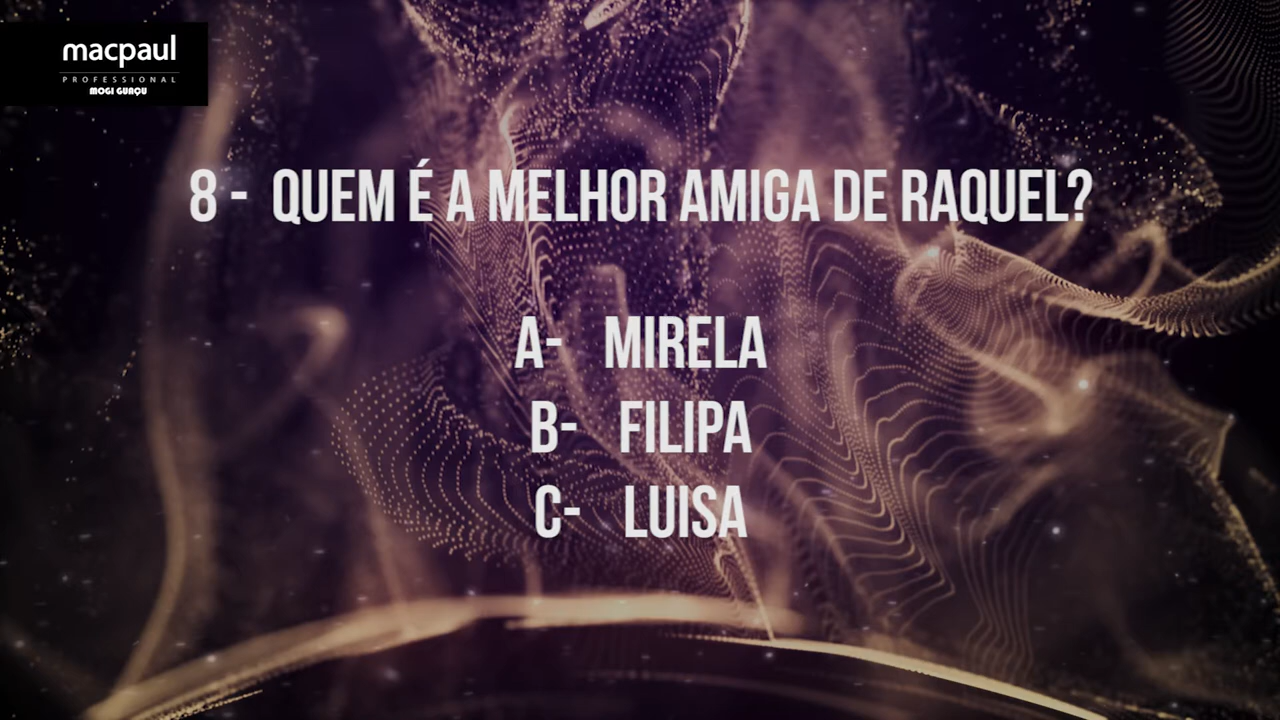 macpaul
PROFESSIONAL
MOGI GUAÇU
8 - QUEM É A MELHOR AMIGA DE RAQUEL?
A- MIRELA
B- FILIPA
C- LUISA